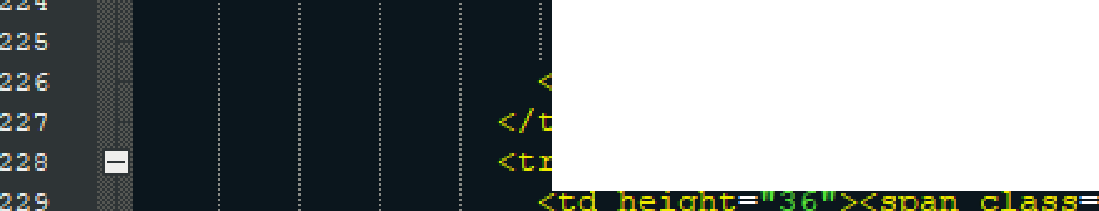 224
225
226 <
227 </t
228 <tr
229 <td height="36"><span class=